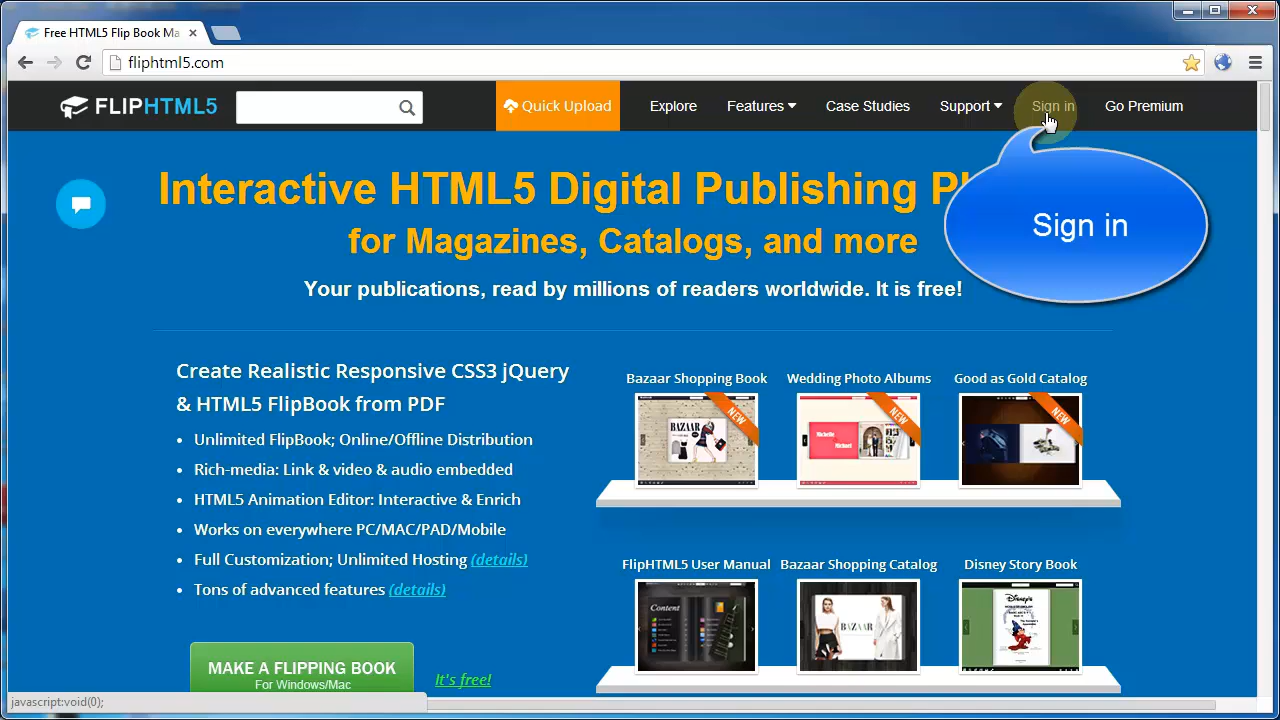 Free HTML5 Flip Book Ma
fliphtml5.com
FLIPHTML5
Quick Upload
Explore
Features
Case Studies
Support
Sign in
Go Premium
Interactive HTML5 Digital Publishing P
for Magazines, Catalogs, and more
Your publications, read by millions of readers worldwide. It is free!
Sign in
Create Realistic Responsive CSS3 jQuery
& HTML5 FlipBook from PDF
• Unlimited FlipBook; Online/Offline Distribution
• Rich-media: Link & video & audio embedded
• HTML5 Animation Editor: Interactive & Enrich
• Works on everywhere PC/MAC/PAD/Mobile
• Full Customization; Unlimited Hosting (details)
• Tons of advanced features (details)
MAKE A FLIPPING BOOK
For Windows/Mac
It's free!
Bazaar Shopping Book
Wedding Photo Albums
Good as Gold Catalog
BAZAAR
NEW
Michelle
Michael
NEW
NEW
FlipHTML5 User Manual
Bazaar Shopping Catalog
Disney Story Book
Content
BAZAAR
Disney's
javascript:void(0);